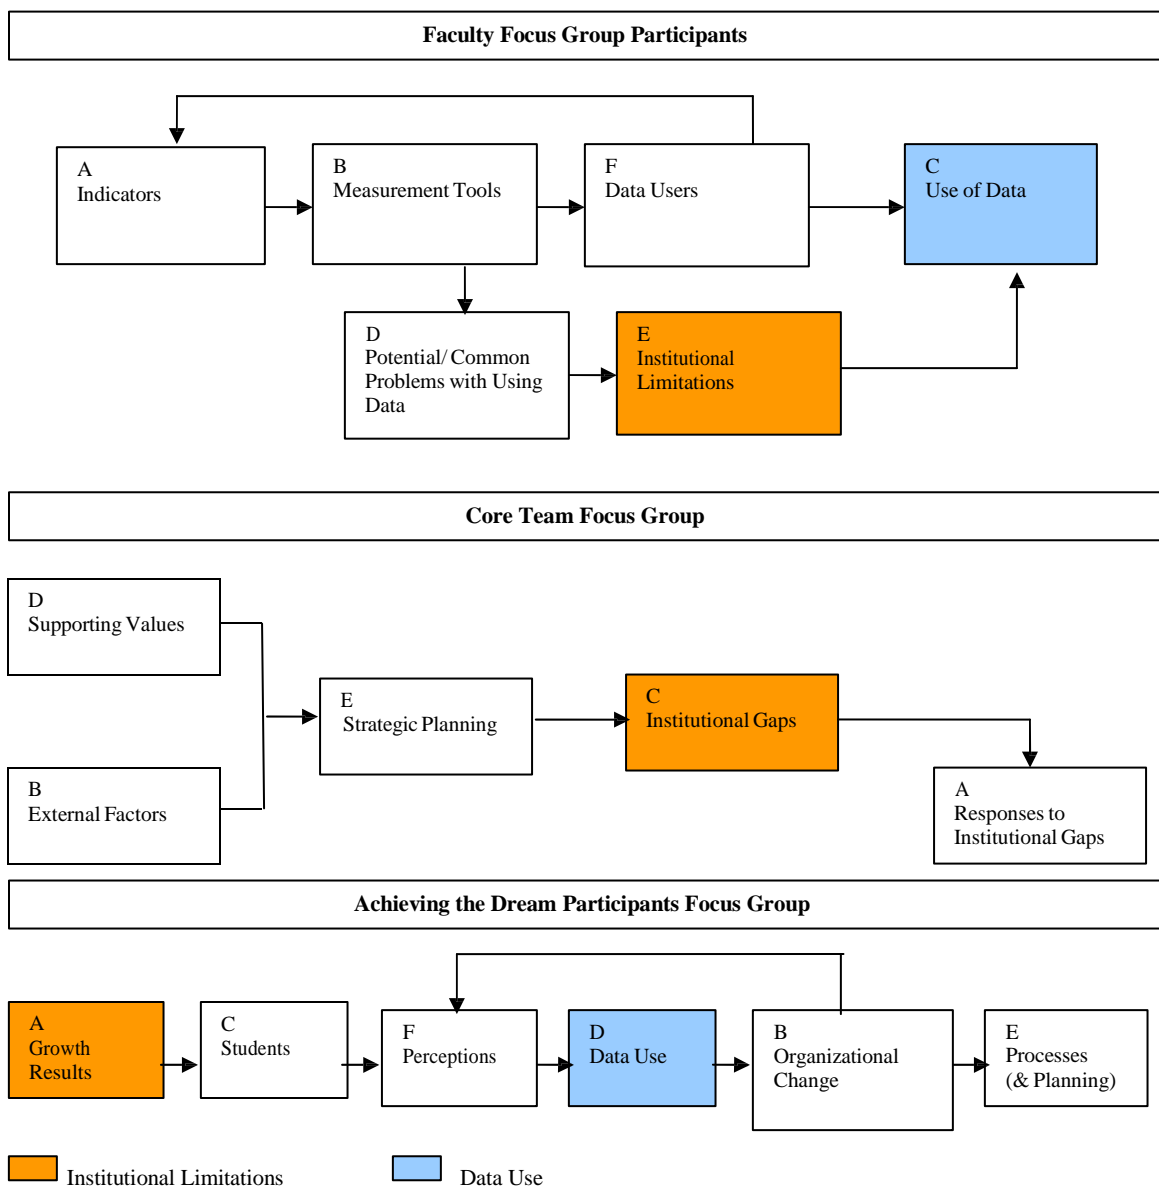 Faculty Focus Group Participants
A
Indicators
B
Measurement Tools
F
Data Users
C
Use of Data
D
Potential/ Common
Problems with Using
Data
E
Institutional
Limitations
Core Team Focus Group
D
Supporting Values
E
Strategic Planning
C
Institutional Gaps
B
External Factors
A
Responses to
Institutional Gaps
Achieving the Dream Participants Focus Group
A
Growth
Results
C
Students
F
Perceptions
D
Data Use
B
Organizational
Change
E
Processes
(& Planning)
Institutional Limitations
Data Use